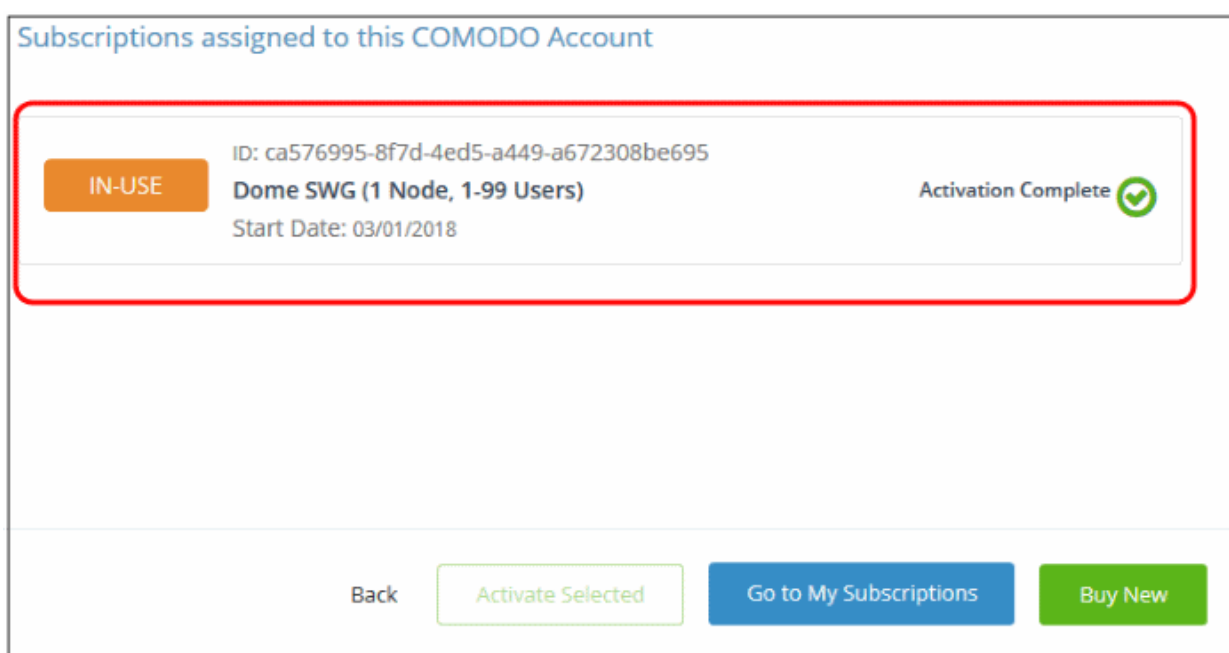 Subscriptions assigned to this COMODO Account
ID: ca576995-8f7d-4ed5-a449-a672308be695
IN-USE
Dome SWG (1 Node, 1-99 Users)
Activation Complete
Start Date: 03/01/2018
Back
Activate Selected
Go to My Subscriptions
Buy New